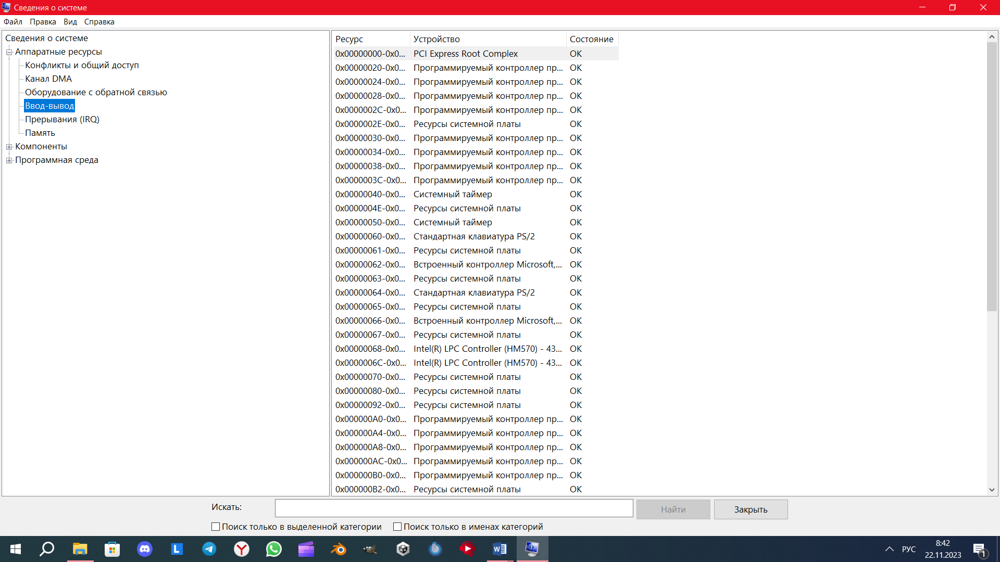 Сведения о системе
Файл Правка Вид Справка
Сведения о системе
Аппаратные ресурсы
Конфликты и общий доступ
Канал DMA
Оборудование с обратной связью
Ввод-вывод
Прерывания (IRQ)
Память
Компоненты
Программная среда
Ресурс Устройство Состояние
0x00000000-0x0... PCI Express Root Complex OK
0x00000020-0x0... Программируемый контроллер пр... OK
0x00000024-0x0... Программируемый контроллер пр... OK
0x00000028-0x0... Программируемый контроллер пр... OK
0x0000002C-0x0... Программируемый контроллер пр... OK
0x0000002E-0x0... Ресурсы системной платы OK
0x00000030-0x0... Программируемый контроллер пр... OK
0x00000034-0x0... Программируемый контроллер пр... OK
0x00000038-0x0... Программируемый контроллер пр... OK
0x0000003C-0x0... Программируемый контроллер пр... OK
0x00000040-0x0... Системный таймер OK
0x0000004E-0x0... Ресурсы системной платы OK
0x00000050-0x0... Системный таймер OK
0x00000060-0x0... Стандартная клавиатура PS/2 OK
0x00000061-0x0... Ресурсы системной платы OK
0x00000062-0x0... Встроенный контроллер Microsoft,... OK
0x00000063-0x0... Ресурсы системной платы OK
0x00000064-0x0... Стандартная клавиатура PS/2 OK
0x00000065-0x0... Ресурсы системной платы OK
0x00000066-0x0... Встроенный контроллер Microsoft,... OK
0x00000067-0x0... Ресурсы системной платы OK
0x00000068-0x0... Intel(R) LPC Controller (HM570) - 43... OK
0x0000006C-0x0... Intel(R) LPC Controller (HM570) - 43... OK
0x00000070-0x0... Ресурсы системной платы OK
0x00000080-0x0... Ресурсы системной платы OK
0x00000092-0x0... Ресурсы системной платы OK
0x000000A0-0x0... Программируемый контроллер пр... OK
0x000000A4-0x0... Программируемый контроллер пр... OK
0x000000A8-0x0... Программируемый контроллер пр... OK
0x000000AC-0x0... Программируемый контроллер пр... OK
0x000000B0-0x0... Программируемый контроллер пр... OK
0x000000B2-0x0... Ресурсы системной платы OK
Искать: Найти Закрыть
Поиск только в выделенной категории Поиск только в именах категорий
РУС
8:42
22.11.2023
1